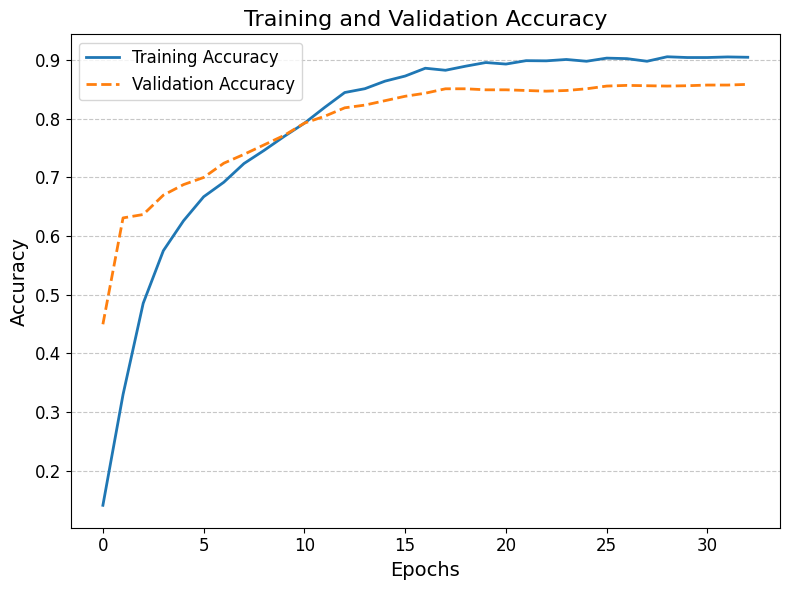 Training and Validation Accuracy
Training Accuracy
Validation Accuracy
Accuracy
0.9
0.8
0.7
0.6
0.5
0.4
0.3
0.2
0 5 10 15 20 25 30
Epochs